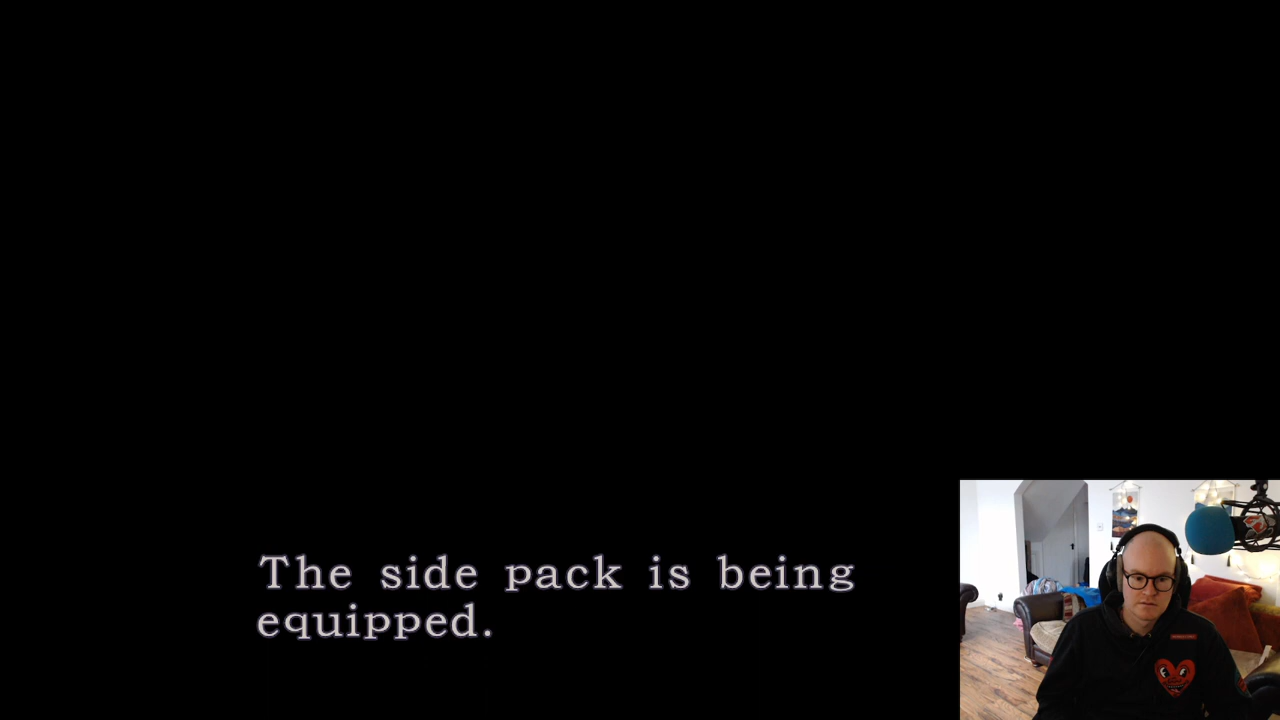 The side pack is being
equipped.